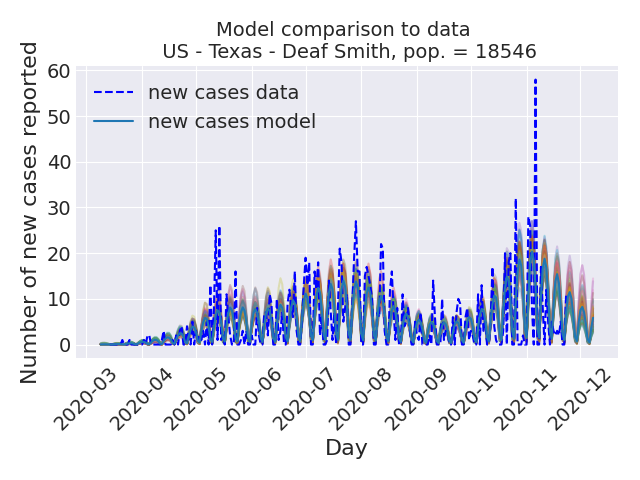 Model comparison to data
US - Texas - Deaf Smith, pop. = 18546
Number of new cases reported
60
50
40
30
20
10
0
new cases data
new cases model
2020-03
2020-04
2020-05
2020-06
2020-07
2020-08
2020-09
2020-10
2020-11
2020-12
Day